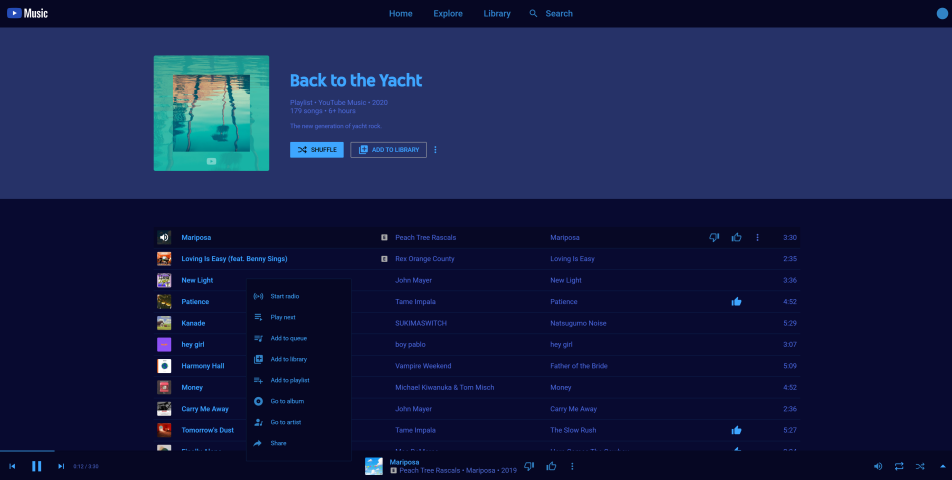 Music
Home Explore Library Search
Back to the Yacht
Playlist • YouTube Music • 2020
179 songs • 6+ hours
The new generation of yacht rock.
SHUFFLE ADD TO LIBRARY
Mariposa E Peach Tree Rascals Mariposa 3:30
Loving Is Easy (feat. Benny Sings) E Rex Orange County Loving Is Easy 2:35
New Light John Mayer New Light 3:36
Patience Tame Impala Patience 4:52
Kanade SUKIMASWITCH Natsugumo Noise 5:29
hey girl boy pablo hey girl 3:07
Harmony Hall Vampire Weekend Father of the Bride 5:09
Money Michael Kiwanuka & Tom Misch Money 4:52
Carry Me Away John Mayer Carry Me Away 2:36
Tomorrow's Dust Tame Impala The Slow Rush 5:27
Start radio
Play next
Add to queue
Add to library
Add to playlist
Go to album
Go to artist
Share
0:12 / 3:30
Mariposa
E Peach Tree Rascals • Mariposa • 2019